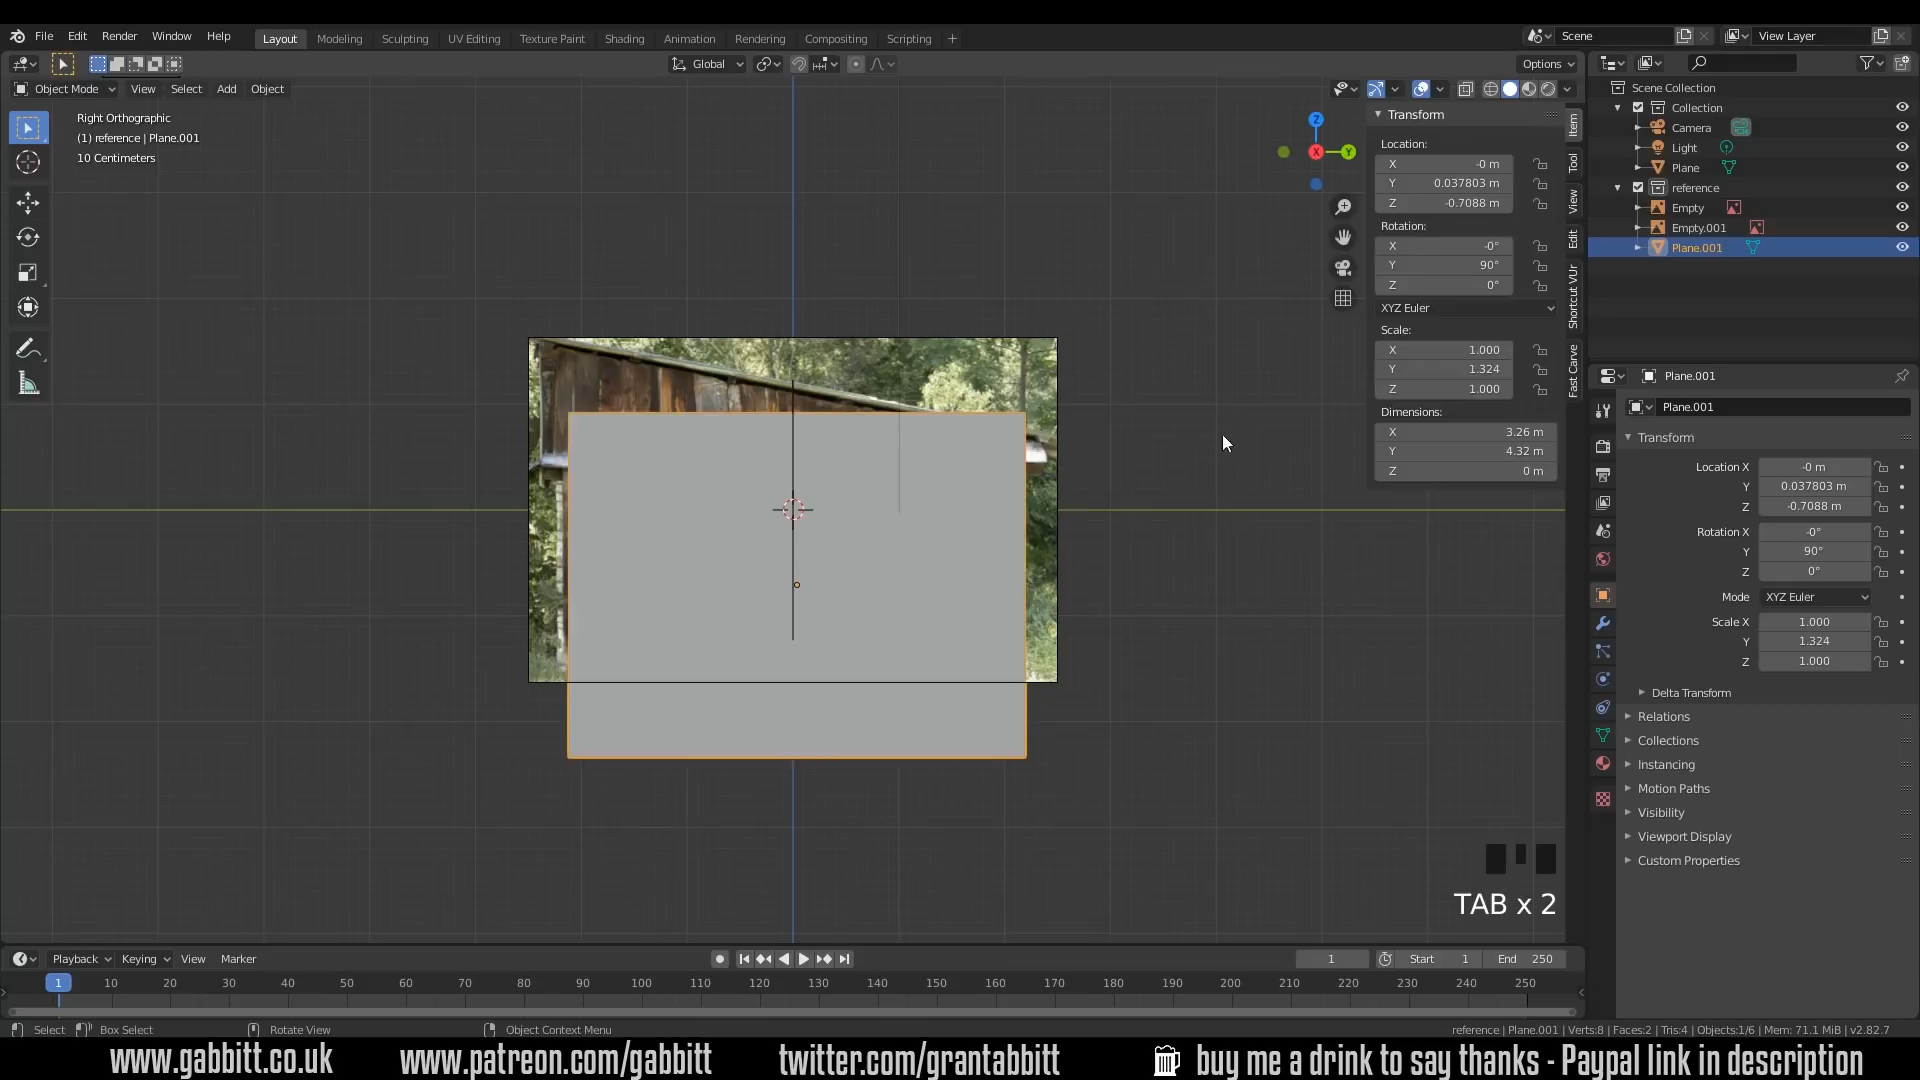 File Edit Render Window Help Layout Modeling Sculpting UV Editing Texture Paint Shading Animation Rendering Compositing Scripting + Scene View Layer
Global Options
Object Mode View Select Add Object
Right Orthographic
(1) reference | Plane.001
10 Centimeters
Z
X
Y
Transform
Location:
X -0 m
Y 0.037803 m
Z -0.7088 m
Rotation:
X -0°
Y 90°
Z 0°
XYZ Euler
Scale:
X 1.000
Y 1.324
Z 1.000
Dimensions:
X 3.26 m
Y 4.32 m
Z 0 m
Item
Tool
View
Edit
Shortcut VUr
Fast Carve
Scene Collection
Collection
Camera
Light
Plane
reference
Empty
Empty.001
Plane.001
Plane.001
Plane.001
Transform
Location X -0 m
Y 0.037803 m
Z -0.7088 m
Rotation X -0°
Y 90°
Z 0°
Mode XYZ Euler
Scale X 1.000
Y 1.324
Z 1.000
Delta Transform
Relations
Collections
Instancing
Motion Paths
Visibility
Viewport Display
Custom Properties
TAB x 2
Playback Keying View Marker 1 Start 1 End 250
1 10 20 30 40 50 60 70 80 90 100 110 120 130 140 150 160 170 180 190 200 210 220 230 240 250
Select Box Select Rotate View Object Context Menu reference | Plane.001 | Verts:8 | Faces:2 | Tris:4 | Objects:1/6 | Mem: 71.1 MiB | v2.82.7
www.gabbitt.co.uk www.patreon.com/gabbitt twitter.com/grantabbitt buy me a drink to say thanks - Paypal link in description